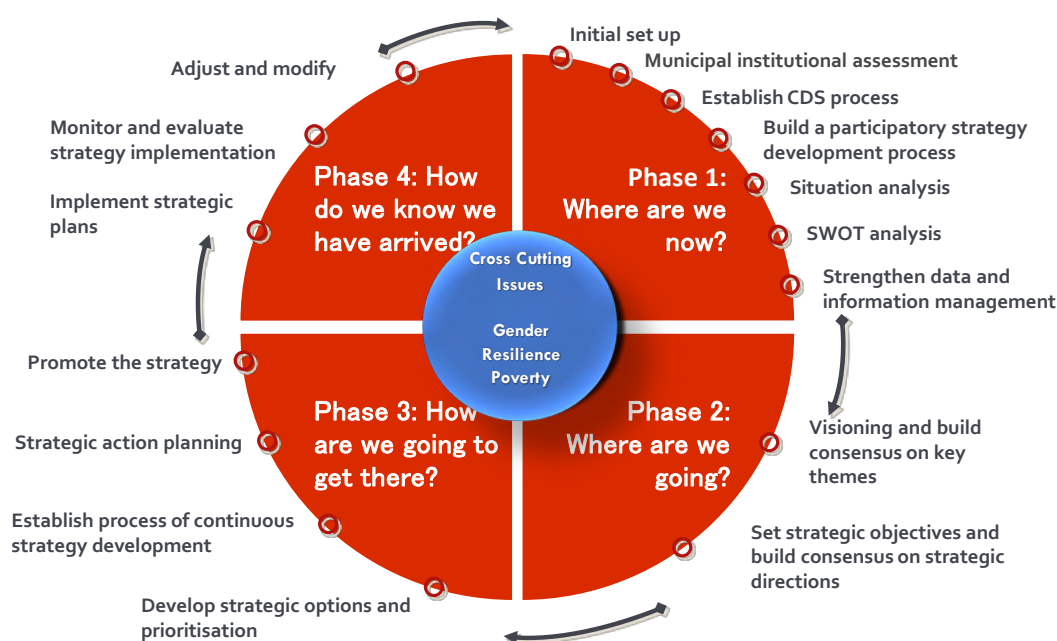 Initial set up
Municipal institutional assessment
Establish CDS process
Build a participatory strategy
development process
Situation analysis
SWOT analysis
Strengthen data and
information management
Phase 1:
Where are we
now?
Visioning and build
consensus on key
themes
Set strategic objectives and
build consensus on strategic
directions
Phase 2:
Where are we
going?
Develop strategic options and
prioritisation
Establish process of continuous
strategy development
Strategic action planning
Promote the strategy
Phase 3: How
are we going to
get there?
Implement strategic
plans
Monitor and evaluate
strategy implementation
Adjust and modify
Phase 4: How
do we know we
have arrived?
Cross Cutting
Issues
Gender
Resilience
Poverty